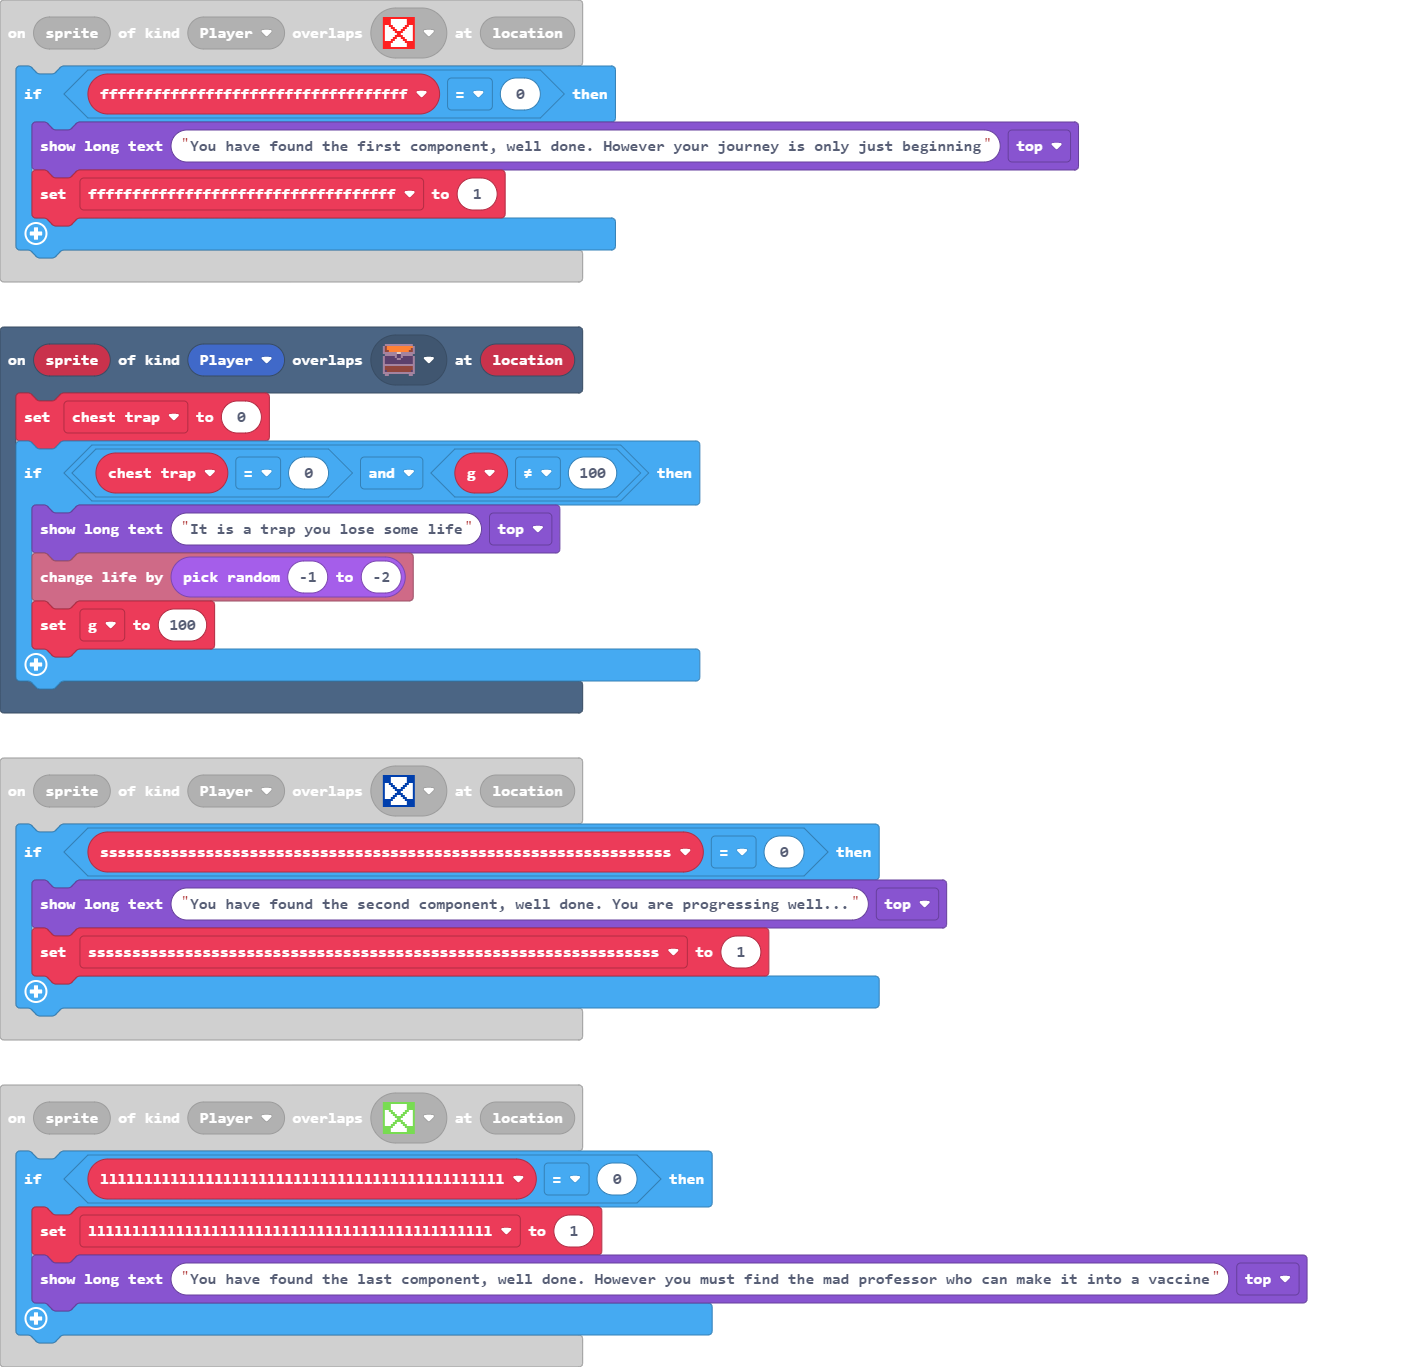 on sprite of kind Player overlaps at location
if fffffffffffffffffffffffffffffffffff = 0 then
show long text "You have found the first component, well done. However your journey is only just beginning" top
set fffffffffffffffffffffffffffffffffff to 1
on sprite of kind Player overlaps at location
set chest trap to 0
if chest trap = 0 and g ≠ 100 then
show long text "It is a trap you lose some life" top
change life by pick random -1 to -2
set g to 100
on sprite of kind Player overlaps at location
if sssssssssssssssssssssssssssssssssssssssssssssssssssssssssssssssss = 0 then
show long text "You have found the second component, well done. You are progressing well..." top
set sssssssssssssssssssssssssssssssssssssssssssssssssssssssssssssssss to 1
on sprite of kind Player overlaps at location
if llllllllllllllllllllllllllllllllllllllllllllll = 0 then
set llllllllllllllllllllllllllllllllllllllllllllll to 1
show long text "You have found the last component, well done. However you must find the mad professor who can make it into a vaccine" top